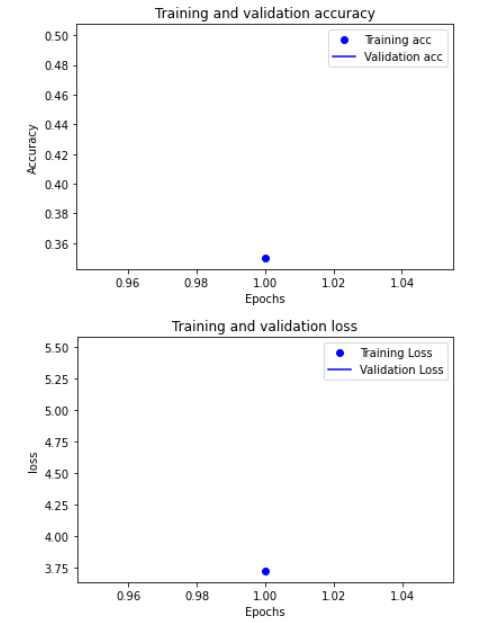 Training and validation accuracy
0.50
0.48
0.46
0.44
0.42
0.40
0.38
0.36
Accuracy
Training acc
Validation acc
0.96 0.98 1.00 1.02 1.04
Epochs
Training and validation loss
5.50
5.25
5.00
4.75
4.50
4.25
4.00
3.75
loss
Training Loss
Validation Loss
0.96 0.98 1.00 1.02 1.04
Epochs